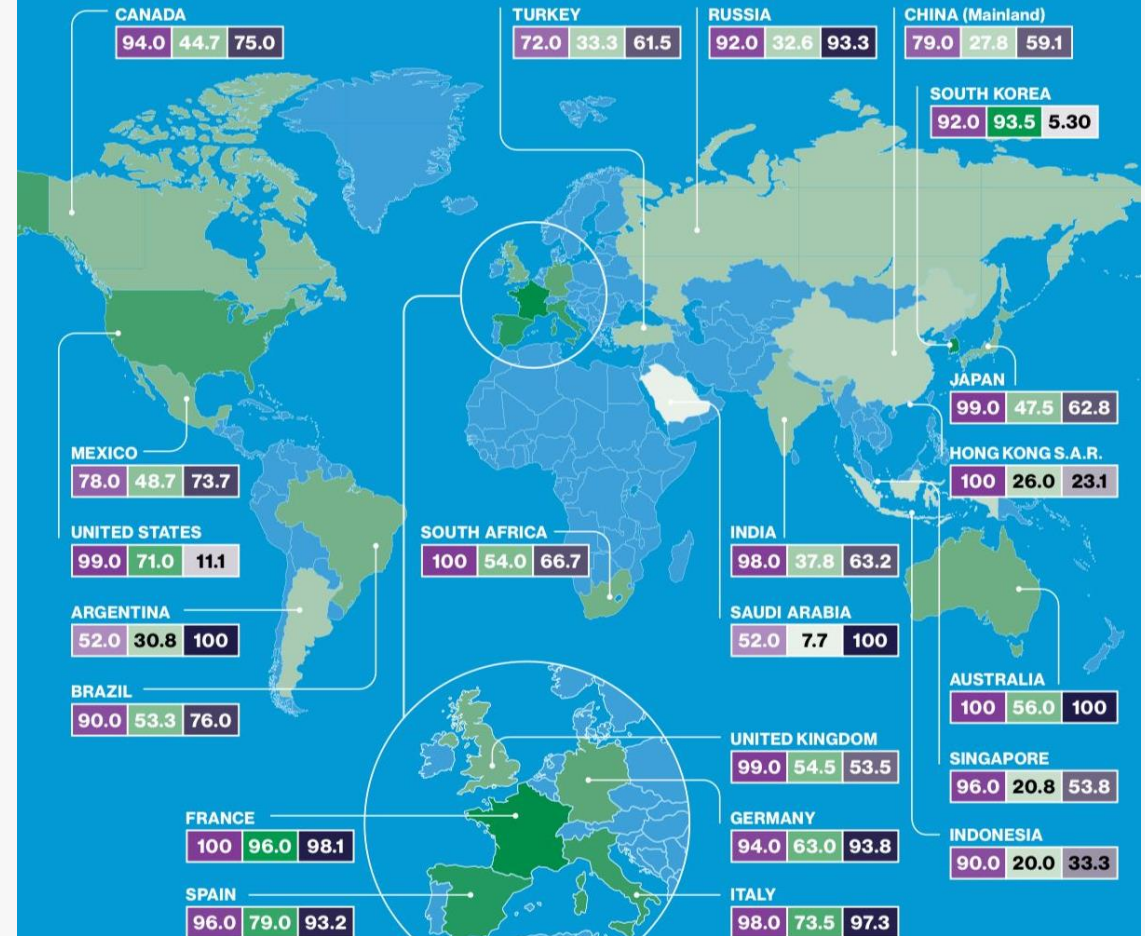 CANADA
94.0 44.7 75.0
TURKEY
72.0 33.3 61.5
RUSSIA
92.0 32.6 93.3
CHINA (Mainland)
79.0 27.8 59.1
SOUTH KOREA
92.0 93.5 5.30
JAPAN
99.0 47.5 62.8
MEXICO
78.0 48.7 73.7
HONG KONG S.A.R.
100 26.0 23.1
UNITED STATES
99.0 71.0 11.1
SOUTH AFRICA
100 54.0 66.7
INDIA
98.0 37.8 63.2
ARGENTINA
52.0 30.8 100
SAUDI ARABIA
52.0 7.7 100
BRAZIL
90.0 53.3 76.0
AUSTRALIA
100 56.0 100
UNITED KINGDOM
99.0 54.5 53.5
SINGAPORE
96.0 20.8 53.8
FRANCE
100 96.0 98.1
GERMANY
94.0 63.0 93.8
INDONESIA
90.0 20.0 33.3
SPAIN
96.0 79.0 93.2
ITALY
98.0 73.5 97.3